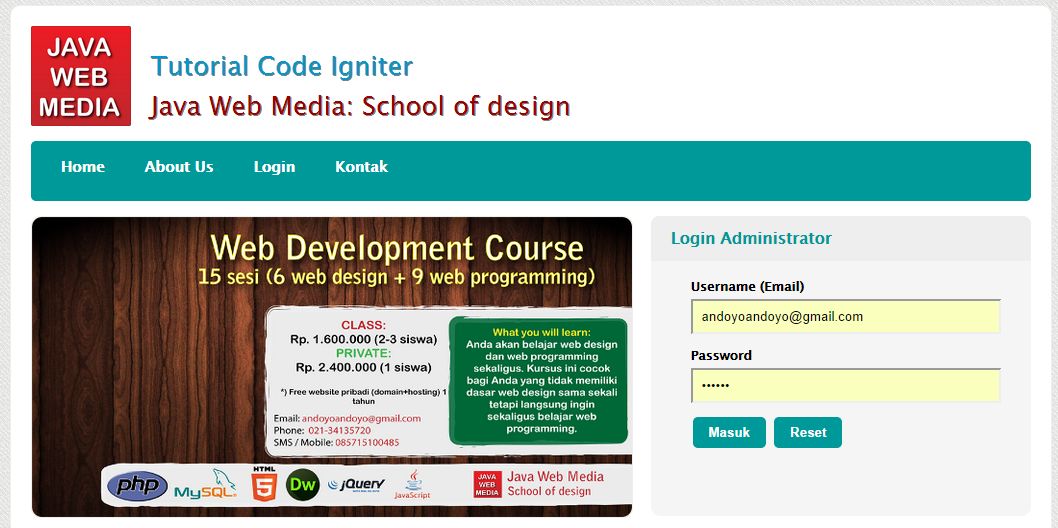 JAVA
WEB
MEDIA
Tutorial Code Igniter
Java Web Media: School of design
Home About Us Login Kontak
Web Development Course
15 sesi (6 web design + 9 web programming)
CLASS:
Rp. 1.600.000 (2-3 siswa)
PRIVATE:
Rp. 2.400.000 (1 siswa)
*) Free website pribadi (domain+hosting) 1
tahun
Email: andoyoandoyo@gmail.com
Phone: 021-34135720
SMS / Mobile: 085715100485
What you will learn:
Anda akan belajar web design
dan web programming
sekaligus. Kursus ini cocok
bagi Anda yang tidak memiliki
dasar web design sama sekali
tetapi langsung ingin
sekaligus belajar web
programming.
php
MySQL
HTML
5
Dw
jQuery
JavaScript
JAVA
WEB
MEDIA
Java Web Media
School of design
Login Administrator
Username (Email)
andoyoandoyo@gmail.com
Password
••••••
Masuk Reset